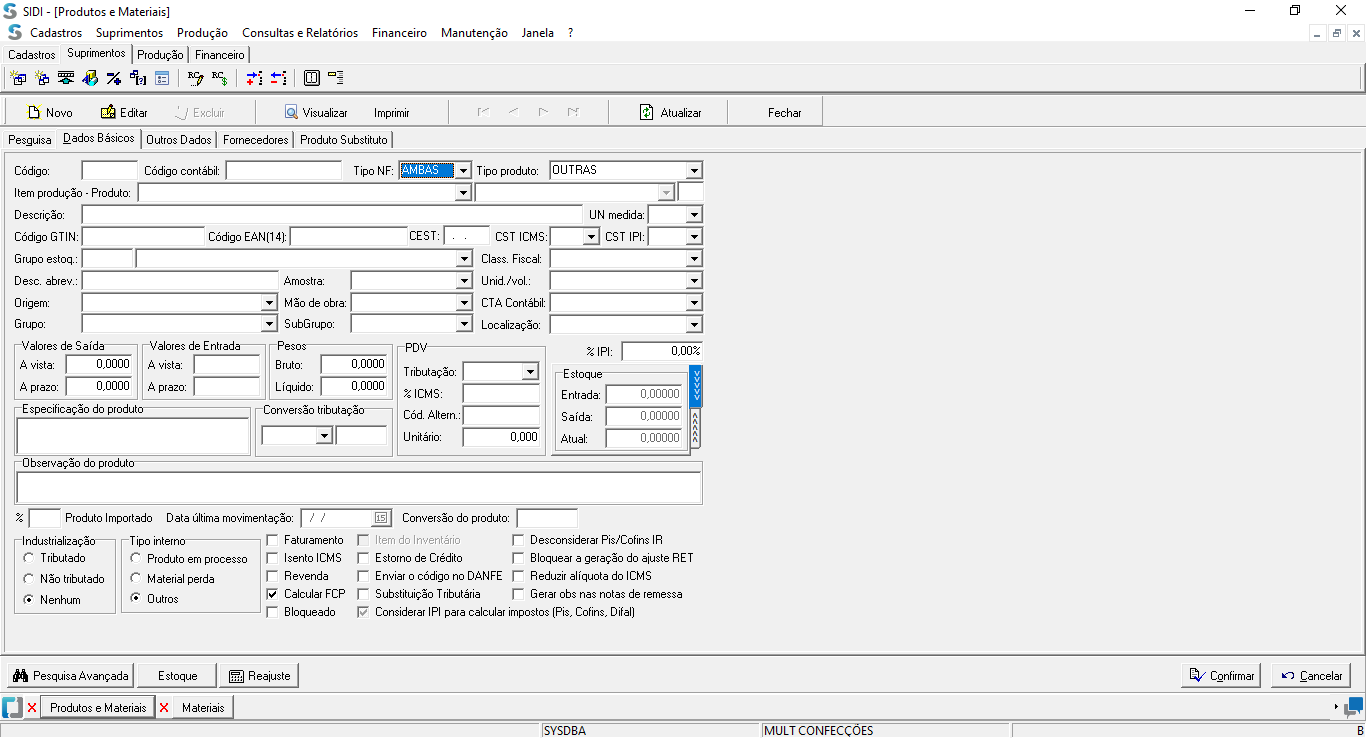 SIDI - [Produtos e Materiais]
Cadastros Suprimentos Produção Consultas e Relatórios Financeiro Manutenção Janela ?
Cadastros Suprimentos Produção Financeiro
Novo Editar Excluir Visualizar Imprimir Atualizar Fechar
Pesquisa Dados Básicos Outros Dados Fornecedores Produto Substituto
Código: Código contábil: Tipo NF: AMBAS Tipo produto: OUTRAS
Item produção - Produto:
Descrição: UN medida:
Código GTIN: Código EAN(14): CEST: . . CST ICMS: CST IPI:
Grupo estoq.: Class. Fiscal:
Desc. abrev.: Amostra: Unid./vol.:
Origem: Mão de obra: CTA Contábil:
Grupo: SubGrupo: Localização:
Valores de Saída Valores de Entrada Pesos PDV % IPI: 0,00%
A vista: 0,0000 A vista: Bruto: 0,0000 Tributação: Estoque
A prazo: 0,0000 A prazo: Líquido: 0,0000 % ICMS: Entrada: 0,00000
Especificação do produto Conversão tributação Cód. Altern.: Saída: 0,00000
Unitário: 0,000 Atual: 0,00000
Observação do produto
% Produto Importado Data última movimentação: / / 15 Conversão do produto:
Industrialização Tipo interno Faturamento Item do Inventário Desconsiderar Pis/Cofins IR
Tributado Produto em processo Isento ICMS Estorno de Crédito Bloquear a geração do ajuste RET
Não tributado Material perda Revenda Enviar o código no DANFE Reduzir alíquota do ICMS
Nenhum Outros Calcular FCP Substituição Tributária Gerar obs nas notas de remessa
Bloqueado Considerar IPI para calcular impostos (Pis, Cofins, Difal)
Pesquisa Avançada Estoque Reajuste Confirmar Cancelar
Produtos e Materiais Materiais
SYSDBA MULT CONFECÇÕES B